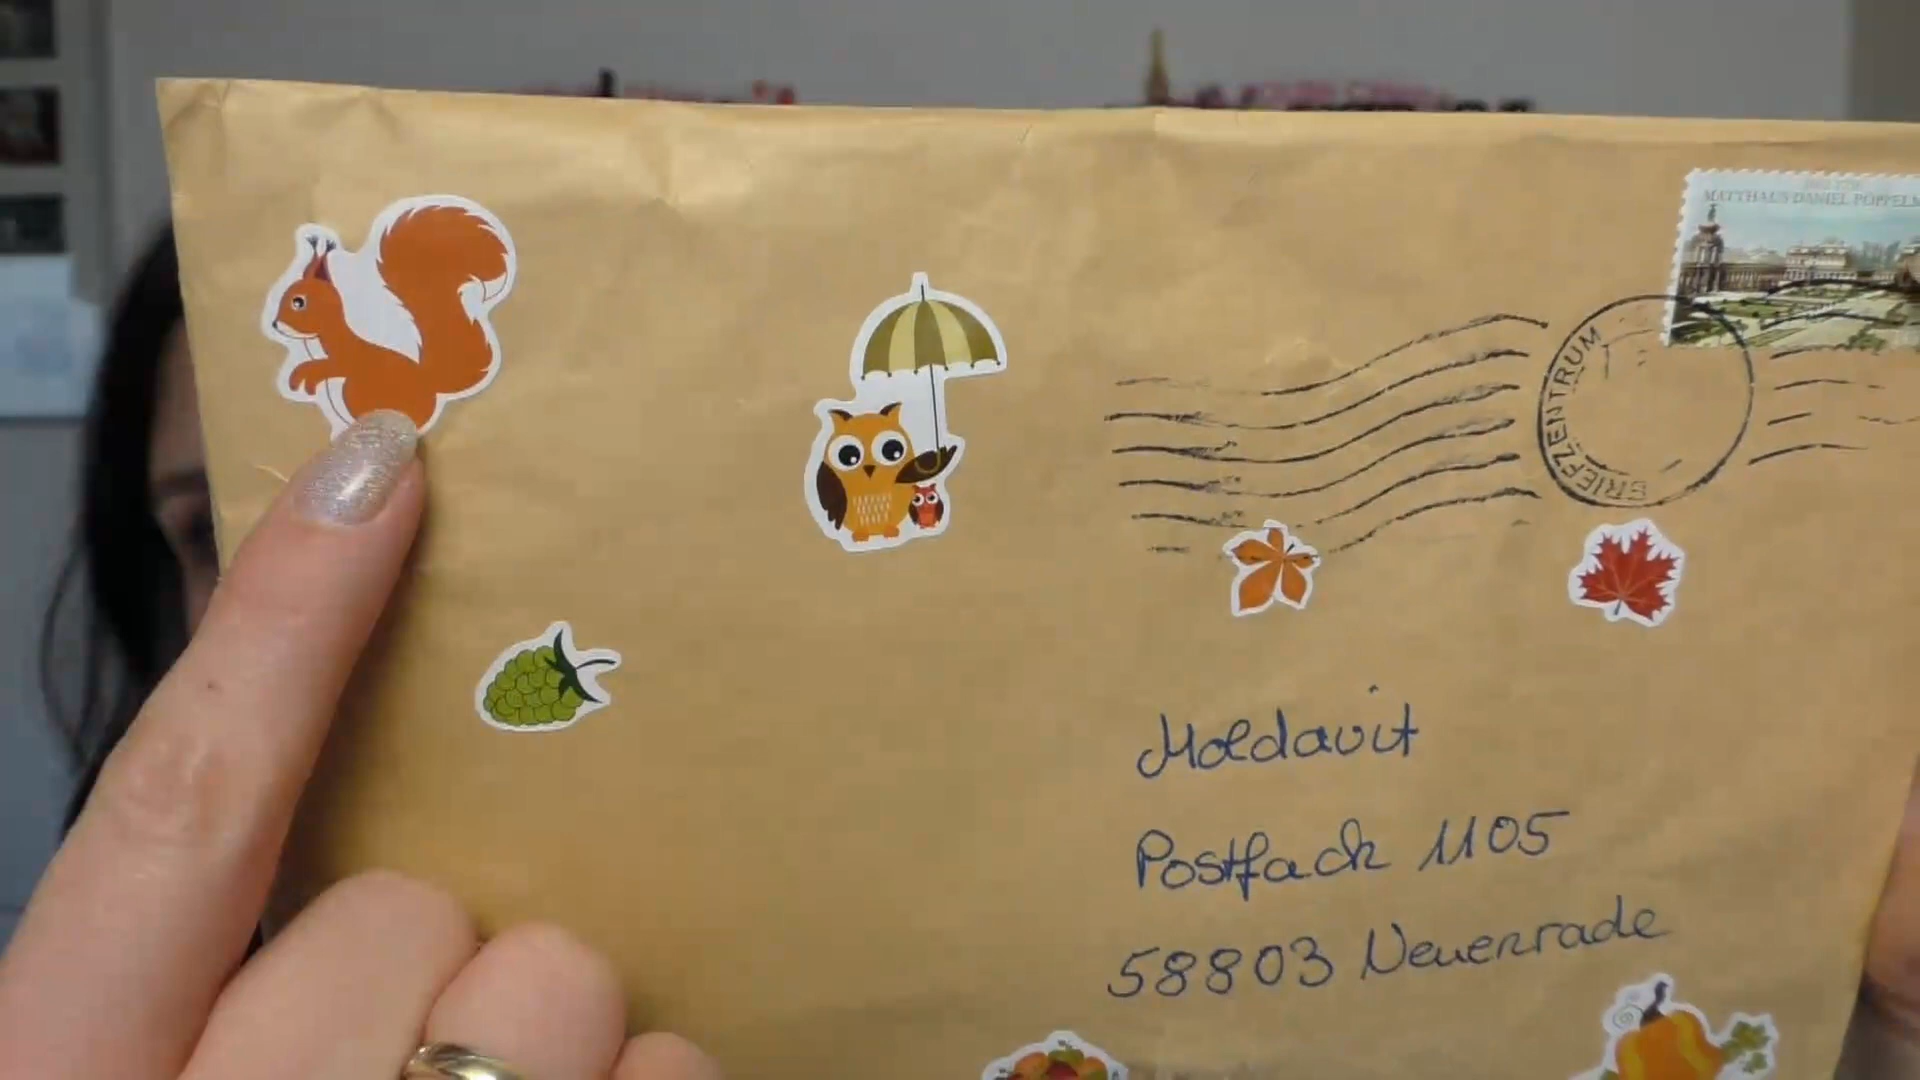 MATTHÄUS DANIEL PÖPPELM
BRIEFZENTRUM
Moldavit
Postfach 1105
58803 Neuenrade